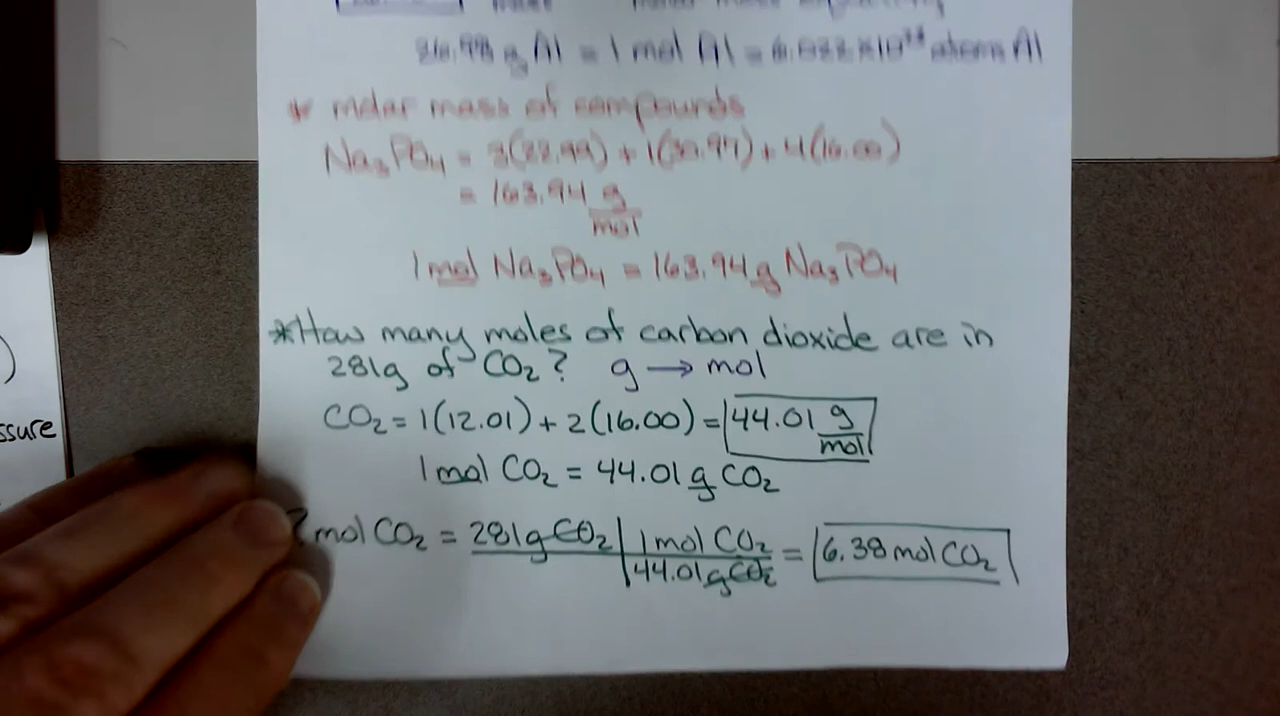 26.98 g Al = 1 mol Al = 6.022 × 10²³ atoms Al
* molar mass of compounds
Na₃PO₄ = 3(22.99) + 1(30.97) + 4(16.00)
= 163.94 g/mol
1 mol Na₃PO₄ = 163.94 g Na₃PO₄
*How many moles of carbon dioxide are in
281g of CO₂? g → mol
CO₂ = 1(12.01) + 2(16.00) = 44.01 g/mol
1 mol CO₂ = 44.01 g CO₂
? mol CO₂ = 281g CO₂ | 1 mol CO₂ / 44.01 g CO₂ = 6.38 mol CO₂
)
ssure